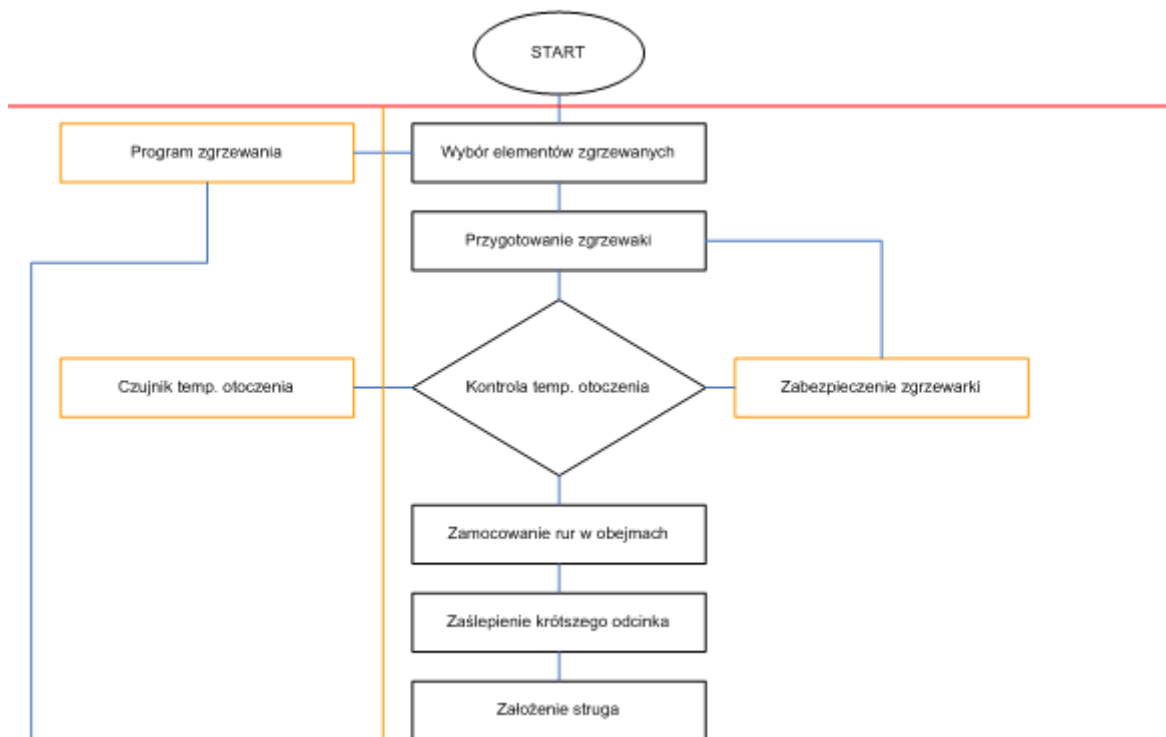 START
Program zgrzewania
Wybór elementów zgrzewanych
Przygotowanie zgrzewaki
Czujnik temp. otoczenia
Kontrola temp. otoczenia
Zabezpieczenie zgrzewarki
Zamocowanie rur w obejmach
Zaślepienie krótszego odcinka
Założenie struga